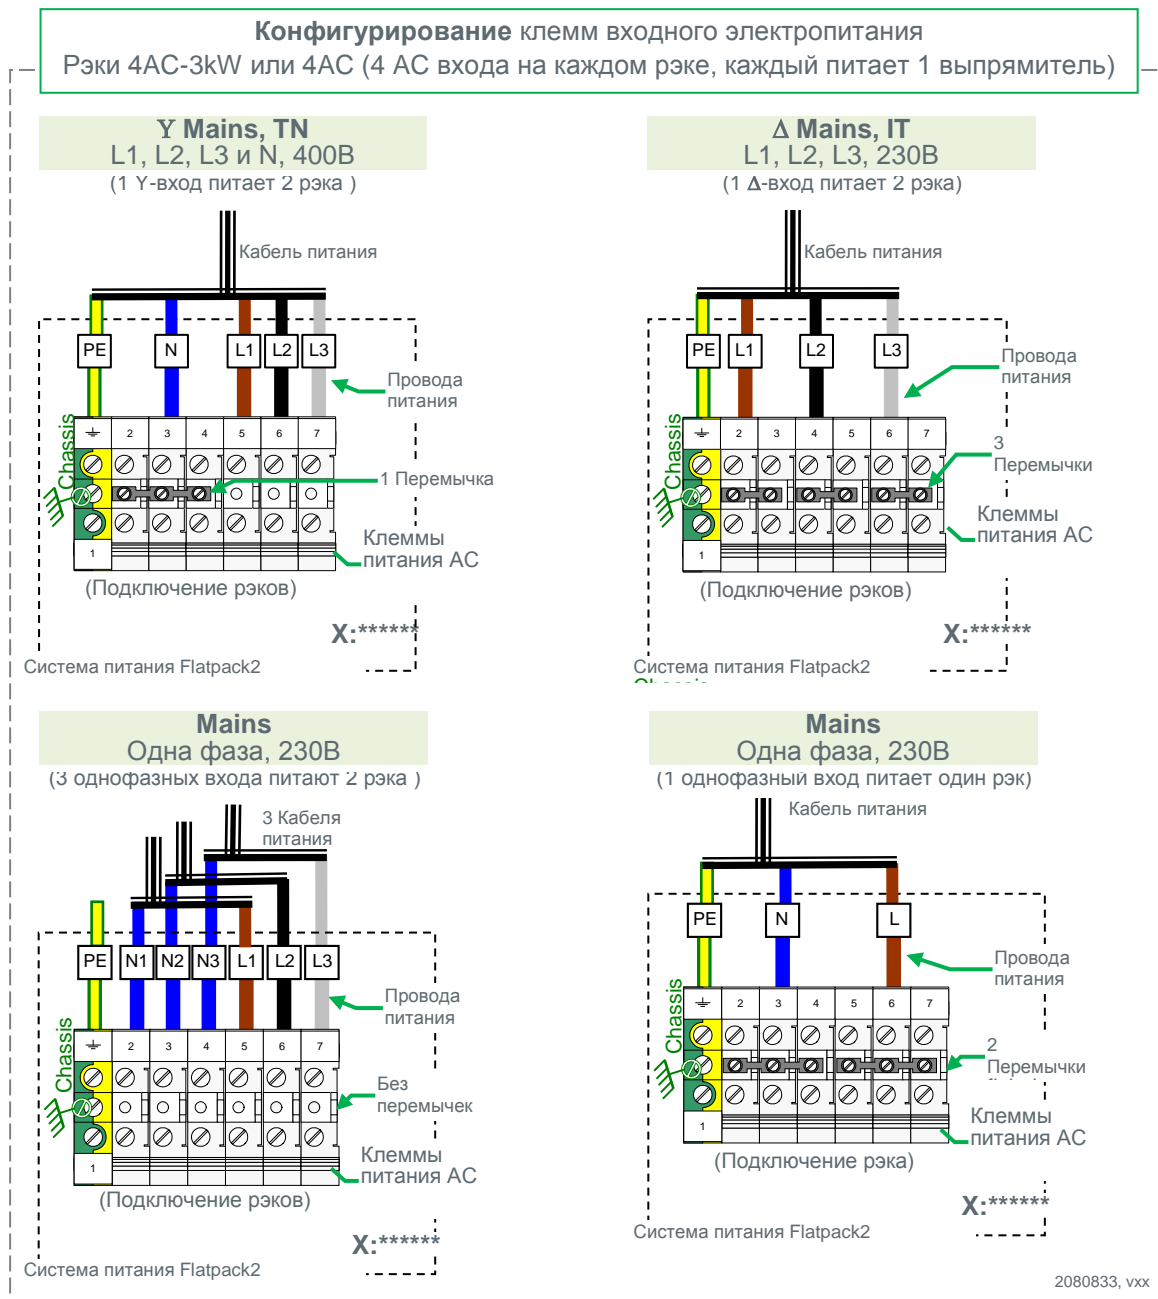 Конфигурирование клемм входного электропитания
Рэки 4AC-3kW или 4AC (4 AC входа на каждом рэке, каждый питает 1 выпрямитель)
Y Mains, TN
L1, L2, L3 и N, 400В
(1 Y-вход питает 2 рэка )
Кабель питания
PE N L1 L2 L3
Провода
питания
Chassis
2 3 4 5 6 7
1 Перемычка
Клеммы
питания AC
1
(Подключение рэков)
X:******
Система питания Flatpack2
Δ Mains, IT
L1, L2, L3, 230В
(1 Δ-вход питает 2 рэка)
Кабель питания
PE L1 L2 L3
Провода
питания
Chassis
2 3 4 5 6 7
3
Перемычки
Клеммы
питания AC
1
(Подключение рэков)
X:******
Система питания Flatpack2
Chassis
Mains
Одна фаза, 230В
(3 однофазных входа питают 2 рэка )
3 Кабеля
питания
PE N1 N2 N3 L1 L2 L3
Провода
питания
Chassis
2 3 4 5 6 7
Без
перемычек
Клеммы
питания AC
1
(Подключение рэков)
X:******
Система питания Flatpack2
Mains
Одна фаза, 230В
(1 однофазный вход питает один рэк)
Кабель питания
PE N L
Провода
питания
Chassis
2 3 4 5 6 7
2
Перемычки
Клеммы
питания AC
1
(Подключение рэка)
X:******
Система питания Flatpack2
2080833, vxx